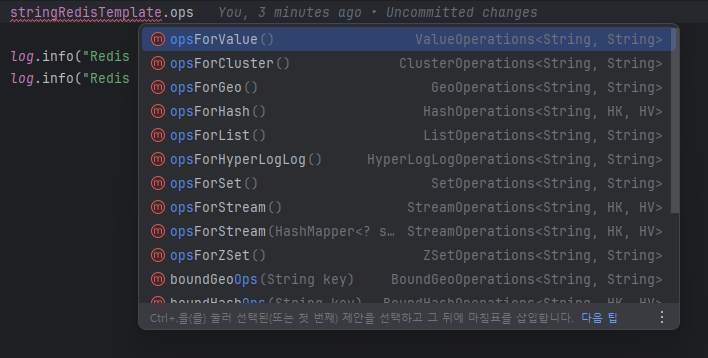 stringRedisTemplate.ops You, 3 minutes ago • Uncommitted changes
opsForValue() ValueOperations<String, String>
log.info("Redis
opsForCluster() ClusterOperations<String, String>
log.info("Redis
opsForGeo() GeoOperations<String, String>
opsForHash() HashOperations<String, HK, HV>
opsForList() ListOperations<String, String>
opsForHyperLogLog() HyperLogLogOperations<String, String>
opsForSet() SetOperations<String, String>
opsForStream() StreamOperations<String, HK, HV>
opsForStream(HashMapper<? s… StreamOperations<String, HK, HV>
opsForZSet() ZSetOperations<String, String>
boundGeoOps(String key) BoundGeoOperations<String, String>
boundHashOps(String key) BoundHashOperations<String, HK, HV>
Ctrl+.을(를) 눌러 선택된(또는 첫 번째) 제안을 선택하고 그 뒤에 마침표를 삽입합니다. 다음 팁